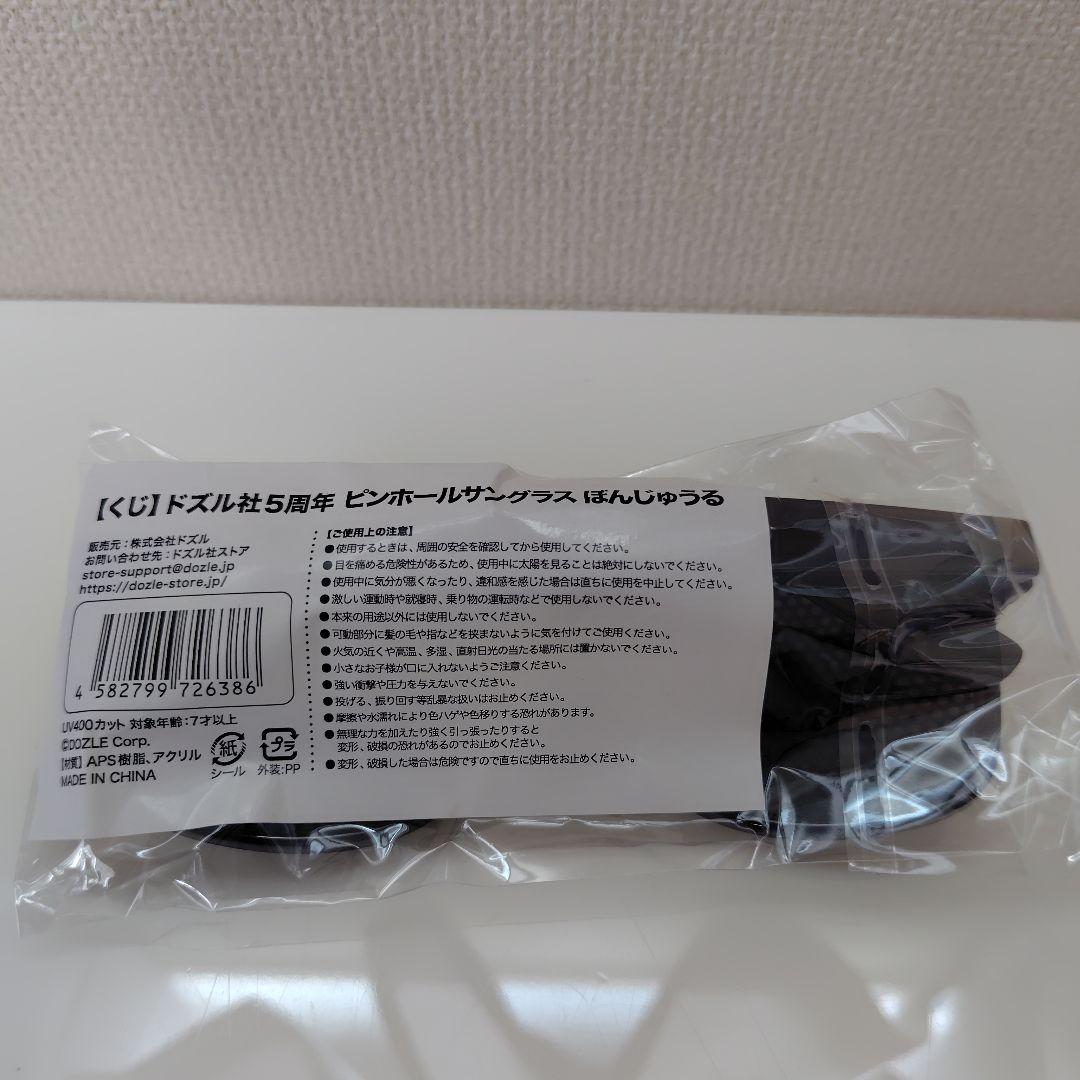 【くじ】ドズル社5周年 ピンホールサングラス ぼんじゅうる
販売元：株式会社ドズル
お問い合わせ先：ドズル社ストア
store-support@dozle.jp
https://dozle-store.jp/
4 582799 726386
UV400カット 対象年齢：7才以上
©DOZLE Corp.
【材質】APS樹脂、アクリル
MADE IN CHINA
紙
シール
プラ
外装:PP
【ご使用上の注意】
●使用するときは、周囲の安全を確認してから使用してください。
●目を痛める危険性があるため、使用中に太陽を見ることは絶対にしないでください。
●使用中に気分が悪くなったり、違和感を感じた場合は直ちに使用を中止してください。
●激しい運動時や就寝時、乗り物の運転時などで使用しないでください。
●本来の用途以外には使用しないでください。
●可動部分に髪の毛や指などを挟まないように気を付けてご使用ください。
●火気の近くや高温、多湿、直射日光の当たる場所には置かないでください。
●小さなお子様が口に入れないようご注意ください。
●強い衝撃や圧力を与えないでください。
●投げる、振り回す等乱暴な扱いはお止めください。
●摩擦や水濡れにより色ハゲや色移りする恐れがあります。
●無理な力を加えたり強く引っ張ったりすると
変形、破損の恐れがあるのでお止めください。
●変形、破損した場合は危険ですので直ちに使用をお止めください。